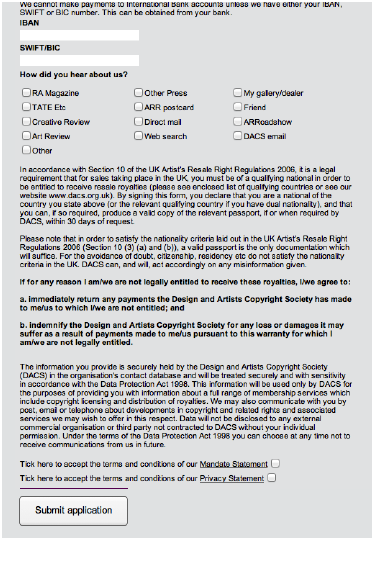 We cannot make payments to International Bank accounts unless we have either your IBAN,
SWIFT or BIC number. This can be obtained from your bank.
IBAN
SWIFT/BIC
How did you hear about us?
RA Magazine Other Press My gallery/dealer
TATE Etc ARR postcard Friend
Creative Review Direct mail ARRoadshow
Art Review Web search DACS email
Other
In accordance with Section 10 of the UK Artist's Resale Right Regulations 2006, it is a legal
requirement that for sales taking place in the UK, you must be of a qualifying national in order to
be entitled to receive resale royalties (please see enclosed list of qualifying countries or see our
website www.dacs.org.uk). By signing this form, you declare that you are a national of the
country you state above (or the relevant qualifying country if you have dual nationality), and that
you can, if so required, produce a valid copy of the relevant passport, if or when required by
DACS, within 30 days of request.
Please note that in order to satisfy the nationality criteria laid out in the UK Artist's Resale Right
Regulations 2006 (Section 10 (3) (a) and (b)), a valid passport is the only documentation which
will suffice. For the avoidance of doubt, citizenship, residency etc do not satisfy the nationality
criteria in the UK. DACS can, and will, act accordingly on any misinformation given.
If for any reason I am/we are not legally entitled to receive these royalties, I/we agree to:
a. immediately return any payments the Design and Artists Copyright Society has made
to me/us to which I/we are not entitled; and
b. indemnify the Design and Artists Copyright Society for any loss or damages it may
suffer as a result of payments made to me/us pursuant to this warranty for which I
am/we are not legally entitled.
The information you provide is securely held by the Design and Artists Copyright Society
(DACS) in the organisation's contact database and will be treated securely and with sensitivity
in accordance with the Data Protection Act 1998. This information will be used only by DACS for
the purposes of providing you with information about a full range of membership services which
include copyright licensing and distribution of royalties. We may also communicate with you by
post, email or telephone about developments in copyright and related rights and associated
services we may wish to offer in this respect. Data will not be disclosed to any external
commercial organisation or third party not contracted to DACS without your individual
permission. Under the terms of the Data Protection Act 1998 you can choose at any time not to
receive communications from us in future.
Tick here to accept the terms and conditions of our Mandate Statement
Tick here to accept the terms and conditions of our Privacy Statement
Submit application